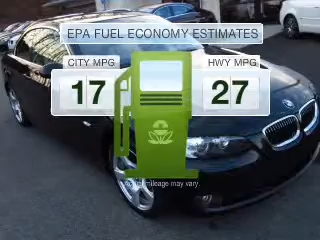 EPA FUEL ECONOMY ESTIMATES
CITY MPG
HWY MPG
17
27
mileage may vary.